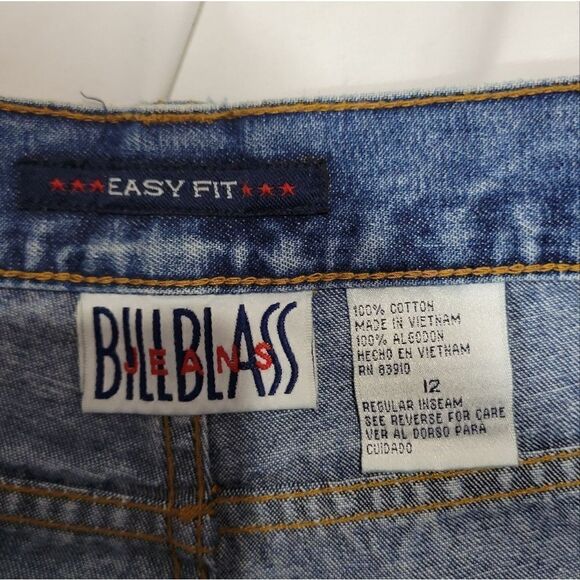 ★★★EASY FIT★★★
BILLBLASS
JEANS
100% COTTON
MADE IN VIETNAM
100% ALGODON
HECHO EN VIETNAM
RN 83910
12
REGULAR INSEAM
SEE REVERSE FOR CARE
VER AL DORSO PARA
CUIDADO